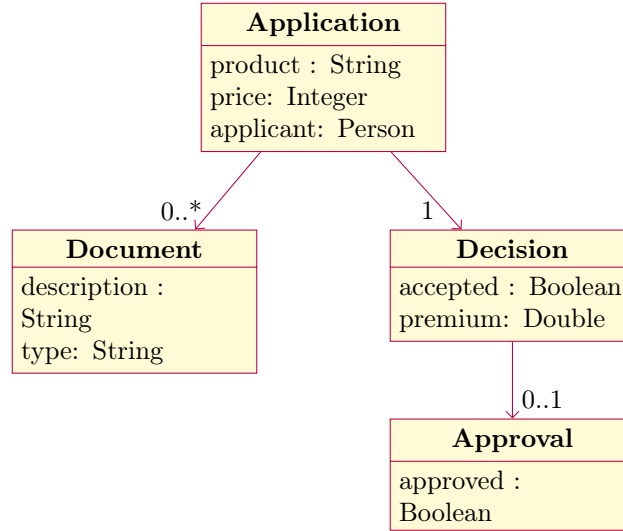 Application
product : String
price: Integer
applicant: Person
0..*
1
Document
description :
String
type: String
Decision
accepted : Boolean
premium: Double
0..1
Approval
approved :
Boolean